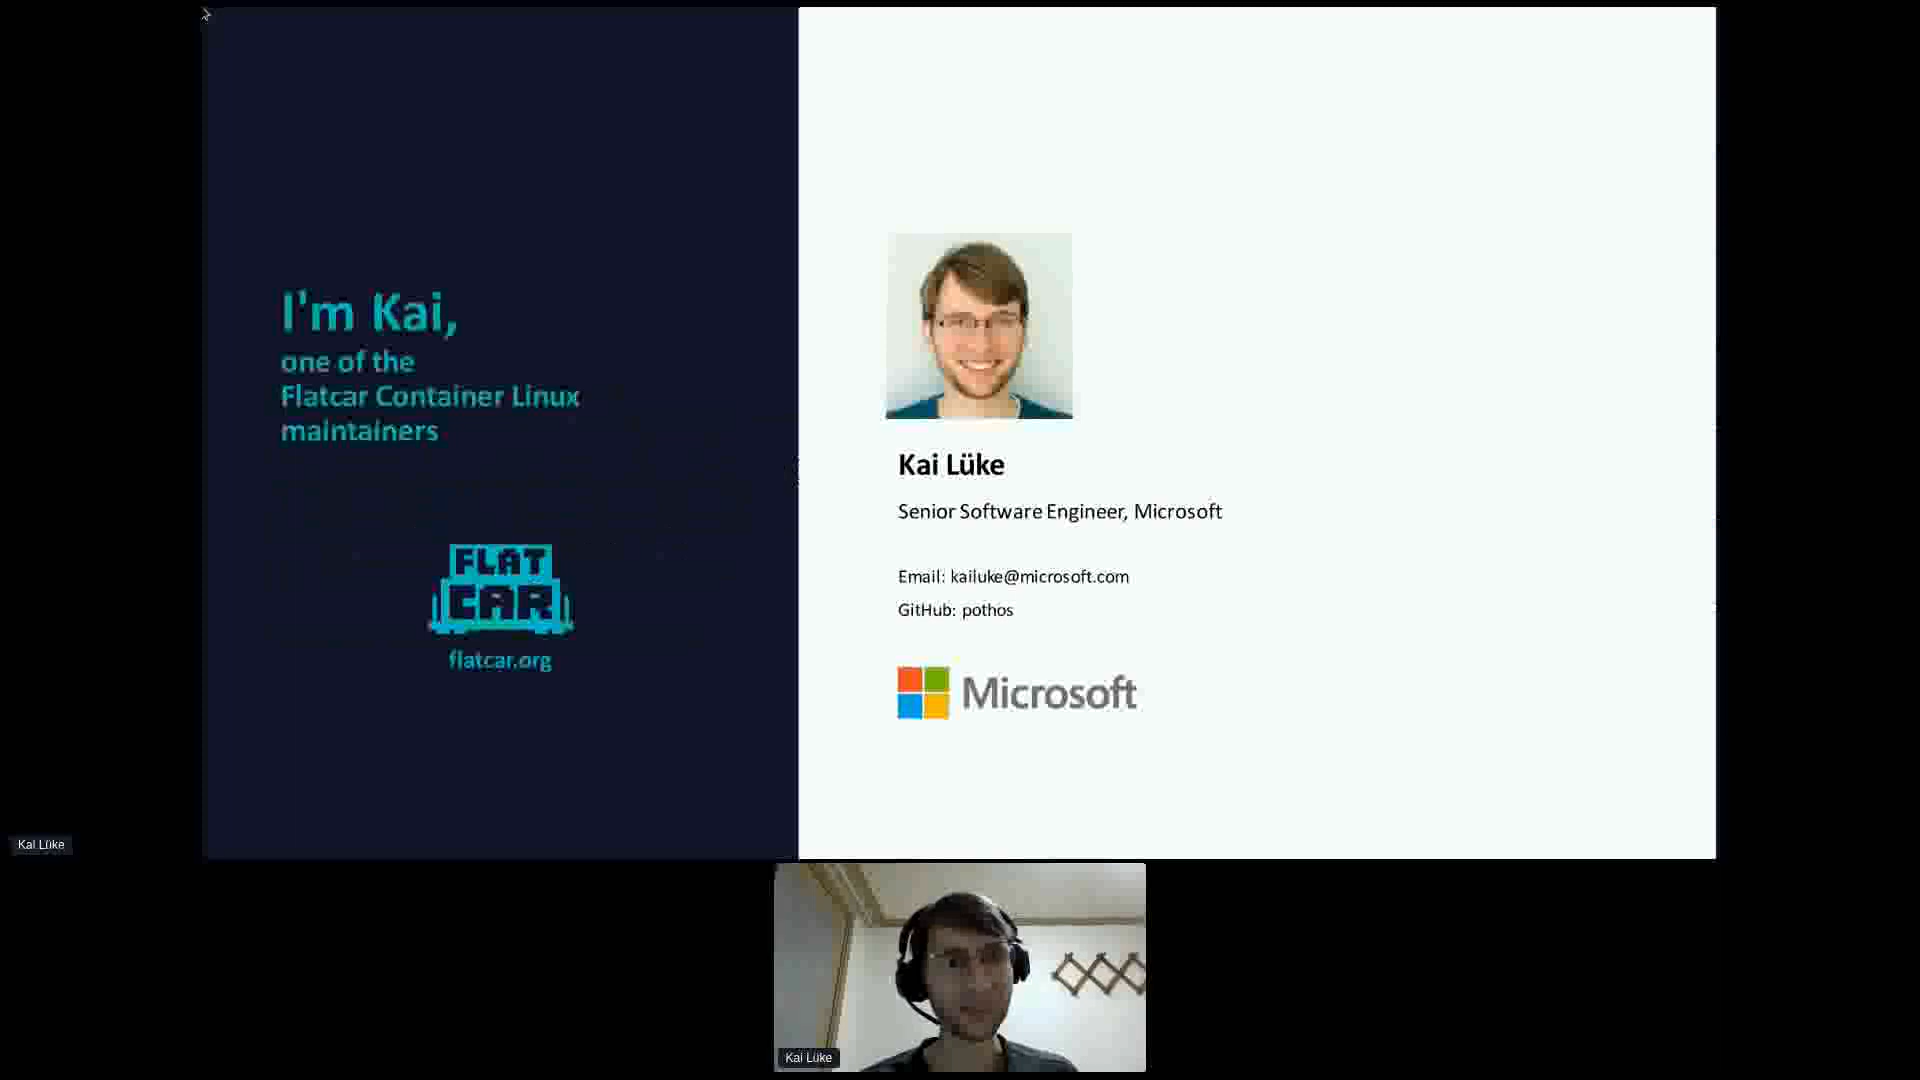 I'm Kai,
one of the
Flatcar Container Linux
maintainers
FLAT
CAR
flatcar.org
Kai Lüke
Senior Software Engineer, Microsoft
Email: kailuke@microsoft.com
GitHub: pothos
Microsoft
Kai Lüke
Kai Lüke